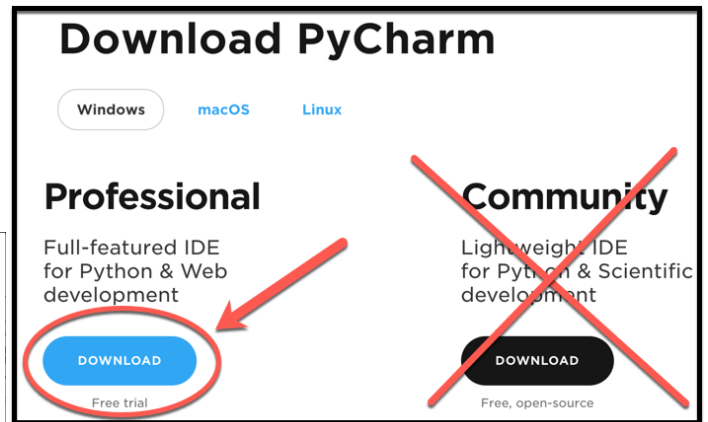 Download PyCharm
Windows macOS Linux
Professional
Full-featured IDE
for Python & Web
development
DOWNLOAD
Free trial
Community
Lightweight IDE
for Python & Scientific
development
DOWNLOAD
Free, open-source